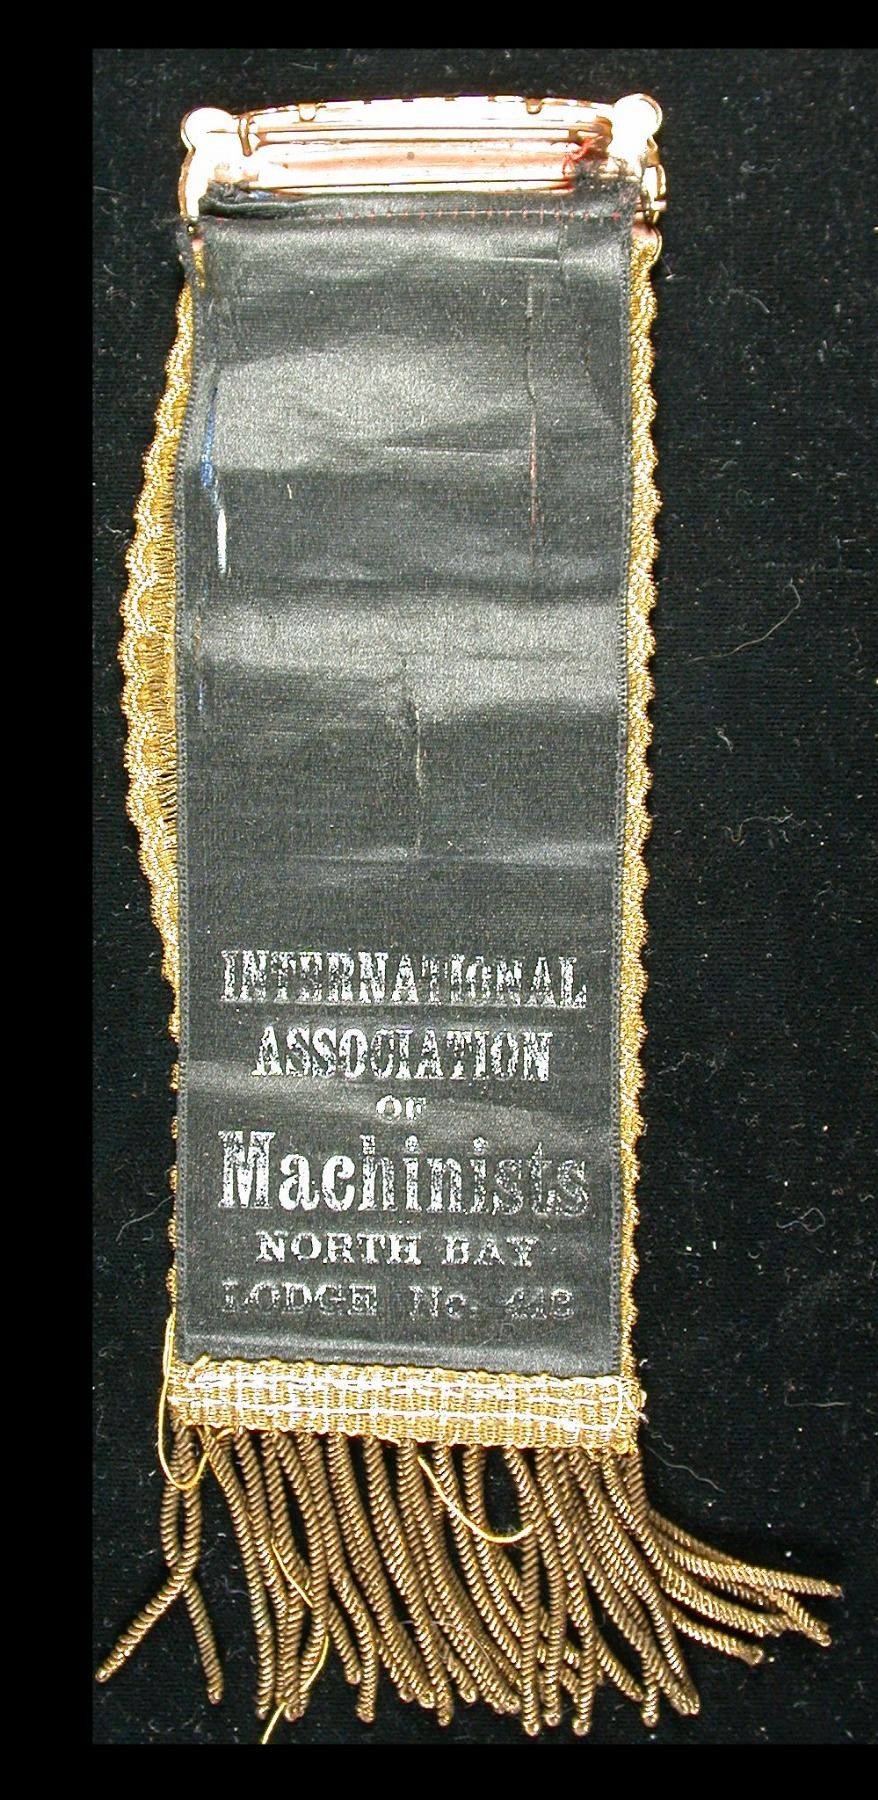 INTERNATIONAL
ASSOCIATION
OF
Machinists
NORTH BAY
LODGE No.